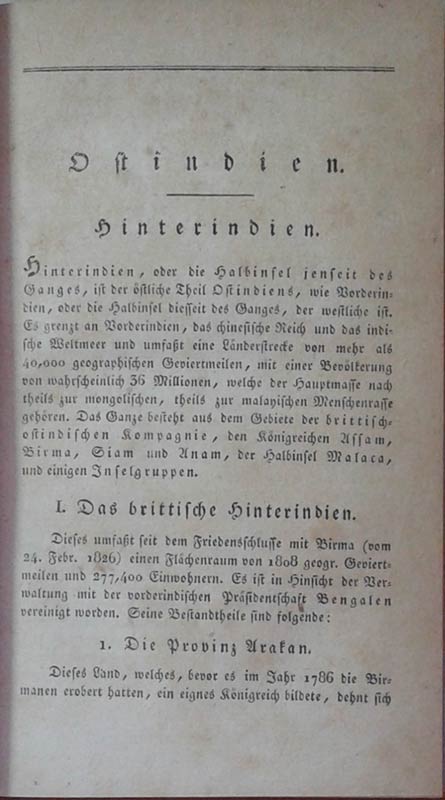 Ostindien.
Hinterindien.
Hinterindien, oder die Halbinsel jenseit des
Ganges, ist der östliche Theil Ostindiens, wie Vorderin-
dien, oder die Halbinsel diesseit des Ganges, der westliche ist.
Es grenzt an Vorderindien, das chinesische Reich und das indi-
sche Weltmeer und umfaßt eine Länderstrecke von mehr als
40,000 geographischen Geviertmeilen, mit einer Bevölkerung
von wahrscheinlich 36 Millionen, welche der Hauptmasse nach
theils zur mongolischen, theils zur malayischen Menschenrasse
gehören. Das Ganze besteht aus dem Gebiete der brittisch-
ostindischen Kompagnie, den Königreichen Assam,
Birma, Siam und Anam, der Halbinsel Malaca,
und einigen Inselgruppen.
I. Das brittische Hinterindien.
Dieses umfaßt seit dem Friedensschlusse mit Birma (vom
24. Febr. 1826) einen Flächenraum von 1808 geogr. Geviert-
meilen und 277,400 Einwohnern. Es ist in Hinsicht der Ver-
waltung mit der vorderindischen Präsidentschaft Bengalen
vereinigt worden. Seine Bestandtheile sind folgende:
1. Die Provinz Arakan.
Dieses Land, welches, bevor es im Jahr 1786 die Bir-
manen erobert hatten, ein eignes Königreich bildete, dehnt sich